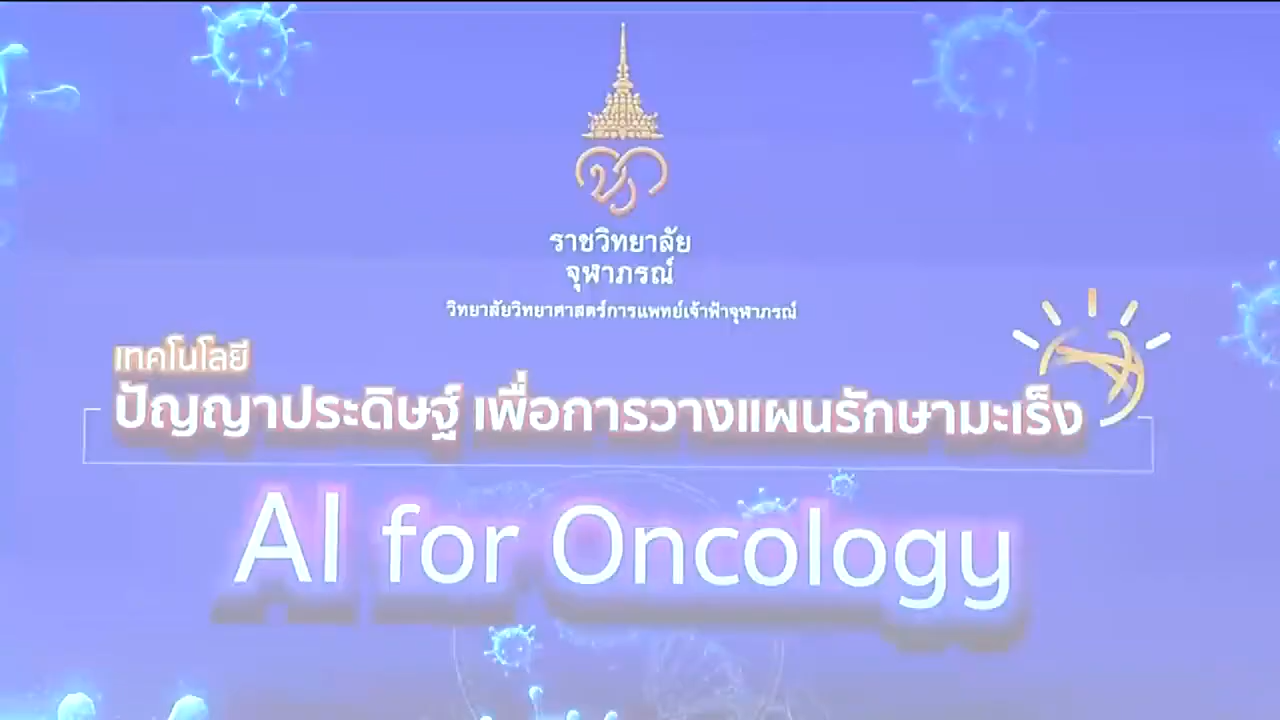 ราชวิทยาลัย
จุฬาภรณ์
วิทยาลัยวิทยาศาสตร์การแพทย์เจ้าฟ้าจุฬาภรณ์
เทคโนโลยี
ปัญญาประดิษฐ์ เพื่อการวางแผนรักษามะเร็ง
AI for Oncology